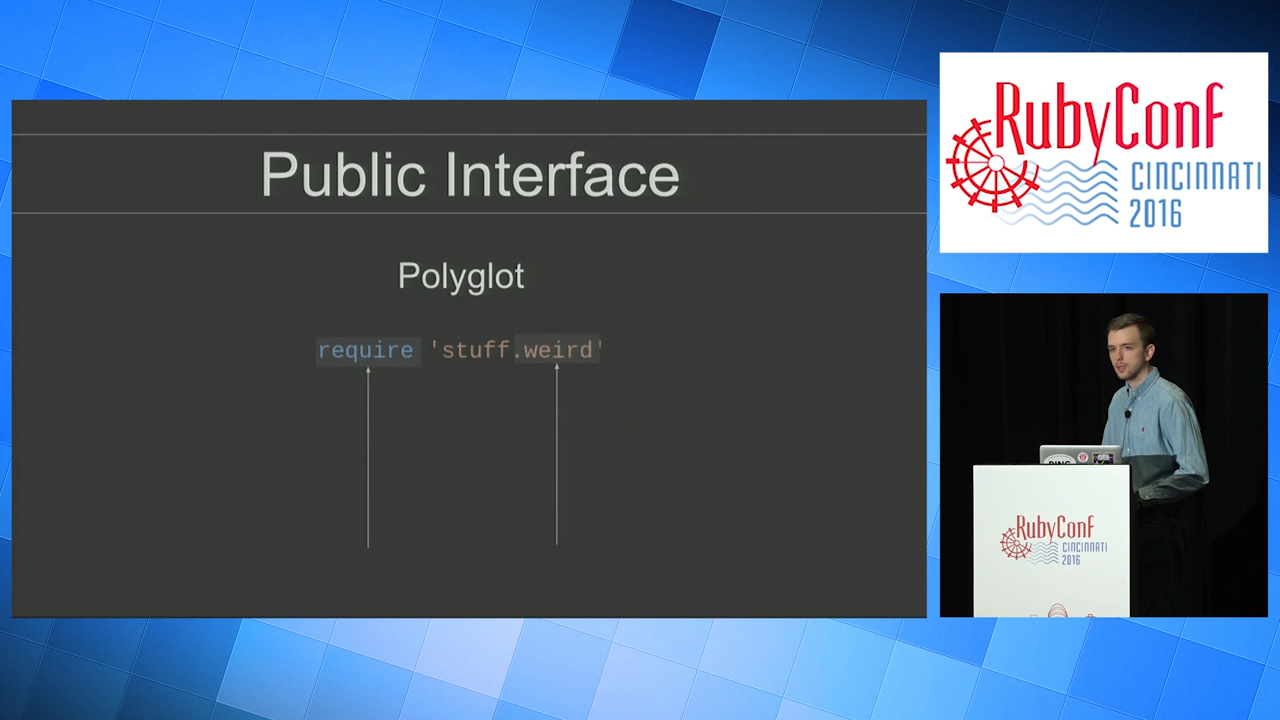 Public Interface
Polyglot
require 'stuff.weird'
RubyConf
CINCINNATI
2016
RubyConf
CINCINNATI
2016